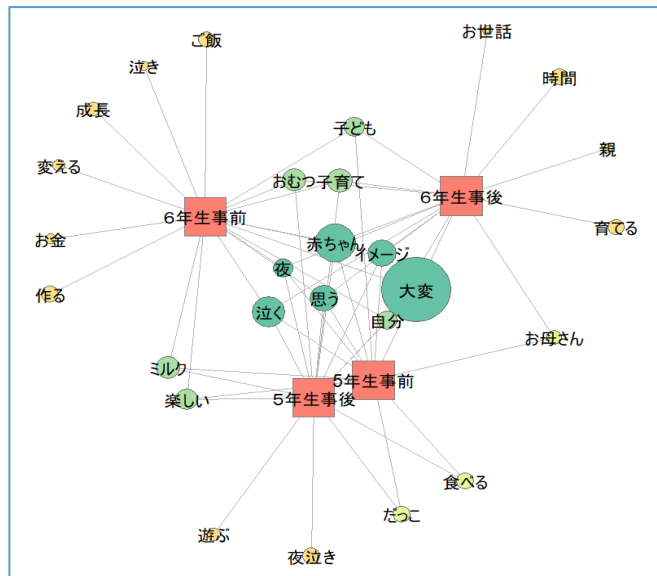 お世話
ご飯
泣き
時間
成長
子ども
親
変える
おむつ
子育て
6年生事後
6年生事前
育てる
お金
赤ちゃん
イメージ
夜
大変
作る
思う
泣く
自分
お母さん
ミルク
5年生事前
5年生事後
楽しい
食べる
だっこ
遊ぶ
夜泣き